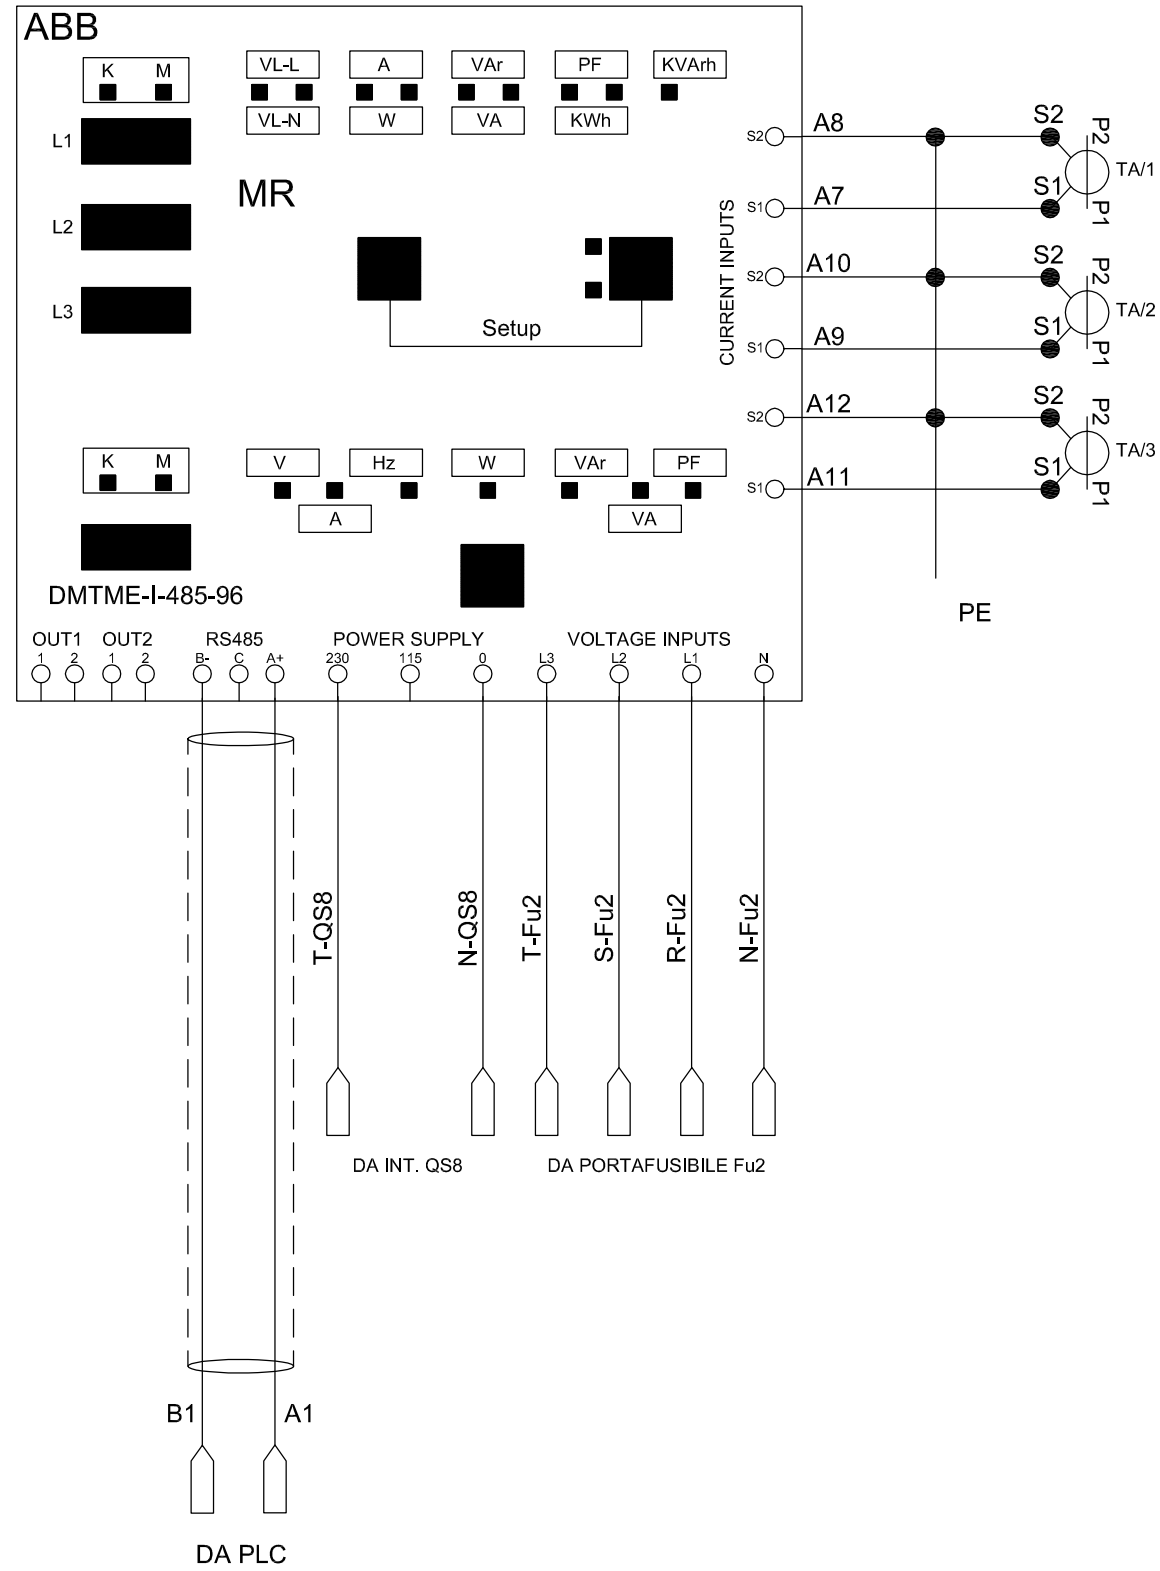 ABB
K M
VL-L A VAr PF KVArh
VL-N W VA KWh
L1
L2
L3
MR
Setup
CURRENT INPUTS
S2 A8 S2 P2
TA/1
S1 A7 S1 P1
S2 A10 S2 P2
TA/2
S1 A9 S1 P1
S2 A12 S2 P2
TA/3
S1 A11 S1 P1
PE
K M
V Hz W VAr PF
A VA
DMTME-I-485-96
OUT1 OUT2 RS485 POWER SUPPLY VOLTAGE INPUTS
1 2 1 2 B- C A+ 230 115 0 L3 L2 L1 N
T-QS8 N-QS8 T-Fu2 S-Fu2 R-Fu2 N-Fu2
DA INT. QS8 DA PORTAFUSIBILE Fu2
B1 A1
DA PLC